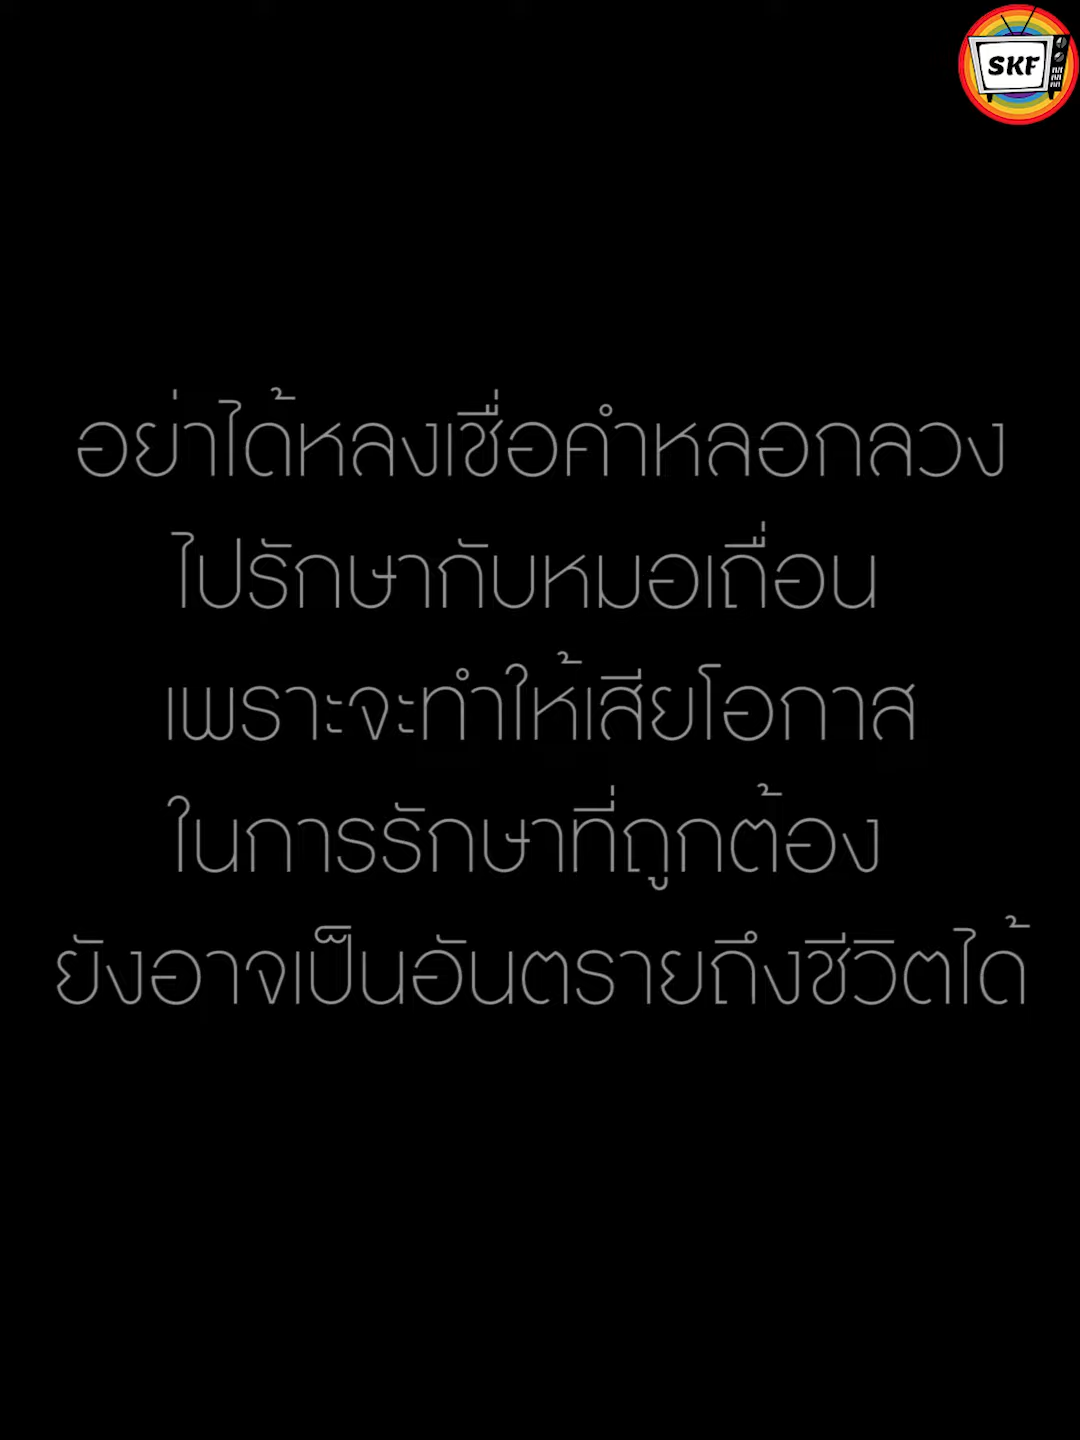 SKF
อย่าได้หลงเชื่อคำหลอกลวง
ไปรักษากับหมอเถื่อน
เพราะจะทำให้เสียโอกาส
ในการรักษาที่ถูกต้อง
ยังอาจเป็นอันตรายถึงชีวิตได้